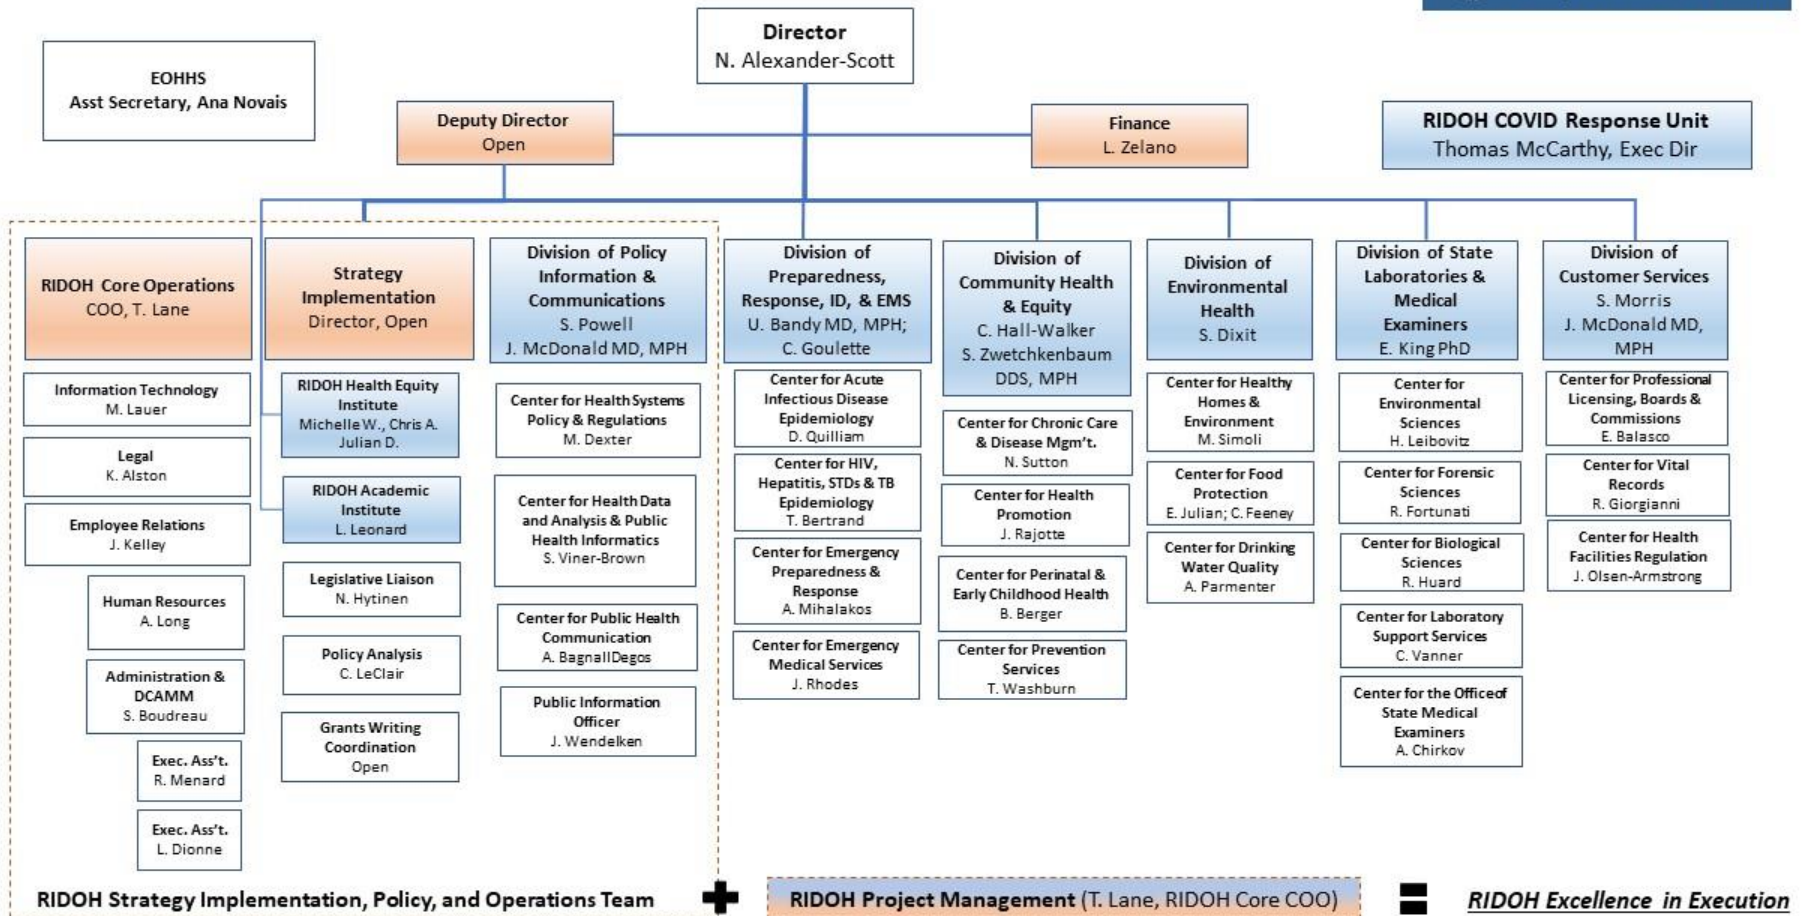 Director
N. Alexander-Scott
EOHHS
Asst Secretary, Ana Novais
Deputy Director
Open
Finance
L. Zelano
RIDOH COVID Response Unit
Thomas McCarthy, Exec Dir
RIDOH Core Operations
COO, T. Lane
Information Technology
M. Lauer
Legal
K. Alston
Employee Relations
J. Kelley
Human Resources
A. Long
Administration &
DCAMM
S. Boudreau
Exec. Ass't.
R. Menard
Exec. Ass't.
L. Dionne
Strategy
Implementation
Director, Open
RIDOH Health Equity
Institute
Michelle W., Chris A.
Julian D.
RIDOH Academic
Institute
L. Leonard
Legislative Liaison
N. Hytinen
Policy Analysis
C. LeClair
Grants Writing
Coordination
Open
Division of Policy
Information &
Communications
S. Powell
J. McDonald MD, MPH
Center for Health Systems
Policy & Regulations
M. Dexter
Center for Health Data
and Analysis & Public
Health Informatics
S. Viner-Brown
Center for Public Health
Communication
A. BagnallDegos
Public Information
Officer
J. Wendelken
Division of
Preparedness,
Response, ID, & EMS
U. Bandy MD, MPH;
C. Goulette
Center for Acute
Infectious Disease
Epidemiology
D. Quilliam
Center for HIV,
Hepatitis, STDs & TB
Epidemiology
T. Bertrand
Center for Emergency
Preparedness &
Response
A. Mihalakos
Center for Emergency
Medical Services
J. Rhodes
Division of
Community Health
& Equity
C. Hall-Walker
S. Zwetchkenbaum
DDS, MPH
Center for Chronic Care
& Disease Mgm't.
N. Sutton
Center for Health
Promotion
J. Rajotte
Center for Perinatal &
Early Childhood Health
B. Berger
Center for Prevention
Services
T. Washburn
Division of
Environmental
Health
S. Dixit
Center for Healthy
Homes &
Environment
M. Simoli
Center for Food
Protection
E. Julian; C. Feeney
Center for Drinking
Water Quality
A. Parmenter
Division of State
Laboratories &
Medical
Examiners
E. King PhD
Center for
Environmental
Sciences
H. Leibovitz
Center for Forensic
Sciences
R. Fortunati
Center for Biological
Sciences
R. Huard
Center for Laboratory
Support Services
C. Vanner
Center for the Officeof
State Medical
Examiners
A. Chirkov
Division of
Customer Services
S. Morris
J. McDonald MD,
MPH
Center for Professional
Licensing, Boards &
Commissions
E. Balasco
Center for Vital
Records
R. Giorgianni
Center for Health
Facilities Regulation
J. Olsen-Armstrong
RIDOH Strategy Implementation, Policy, and Operations Team
RIDOH Project Management (T. Lane, RIDOH Core COO)
RIDOH Excellence in Execution